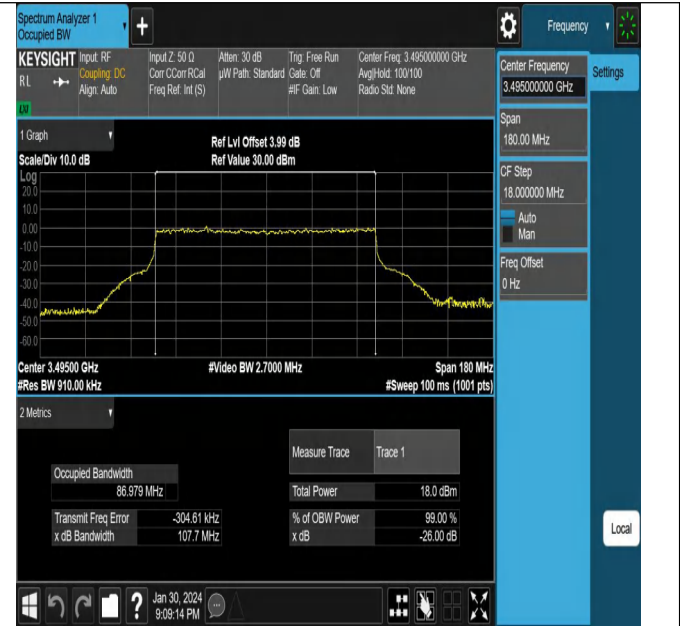 Spectrum Analyzer 1
Occupied BW
+
Frequency
KEYSIGHT
RL
Input: RF
Coupling: DC
Align: Auto
Input Z: 50 Ω
Corr CCorr RCal
Freq Ref: Int (S)
Atten: 30 dB
µW Path: Standard
Trig: Free Run
Gate: Off
#IF Gain: Low
Center Freq: 3.495000000 GHz
Avg|Hold: 100/100
Radio Std: None
Center Frequency
3.495000000 GHz
Settings
Span
180.00 MHz
CF Step
18.000000 MHz
Auto
Man
Freq Offset
0 Hz
1 Graph
Scale/Div 10.0 dB
Ref Lvl Offset 3.99 dB
Ref Value 30.00 dBm
Log
20.0
10.0
0.00
-10.0
-20.0
-30.0
-40.0
-50.0
-60.0
Center 3.49500 GHz
#Video BW 2.7000 MHz
Span 180 MHz
#Res BW 910.00 kHz
#Sweep 100 ms (1001 pts)
2 Metrics
Measure Trace
Trace 1
Occupied Bandwidth
86.979 MHz
Total Power
18.0 dBm
Transmit Freq Error
-304.61 kHz
% of OBW Power
99.00 %
x dB Bandwidth
107.7 MHz
x dB
-26.00 dB
Local
?
Jan 30, 2024
9:09:14 PM